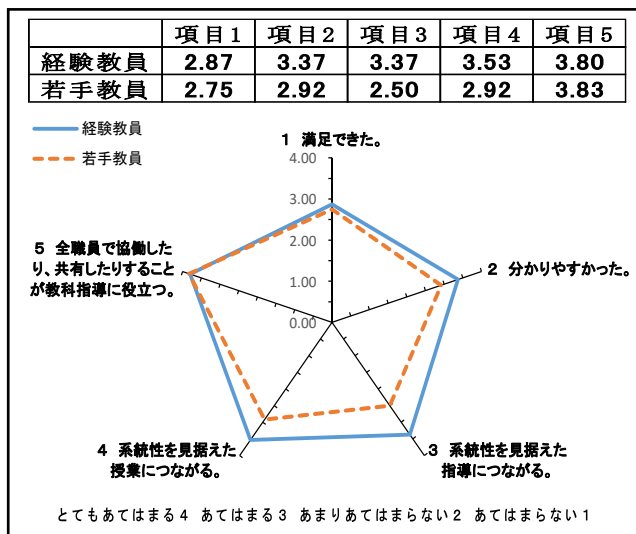 項目1 項目2 項目3 項目4 項目5
経験教員 2.87 3.37 3.37 3.53 3.80
若手教員 2.75 2.92 2.50 2.92 3.83
経験教員
若手教員
1 満足できた。
4.00
3.00
2.00
1.00
0.00
5 全職員で協働した
り、共有したりすること
が教科指導に役立つ。
2 分かりやすかった。
4 系統性を見据えた
授業につながる。
3 系統性を見据えた
指導につながる。
とてもあてはまる4 あてはまる3 あまりあてはまらない2 あてはまらない1